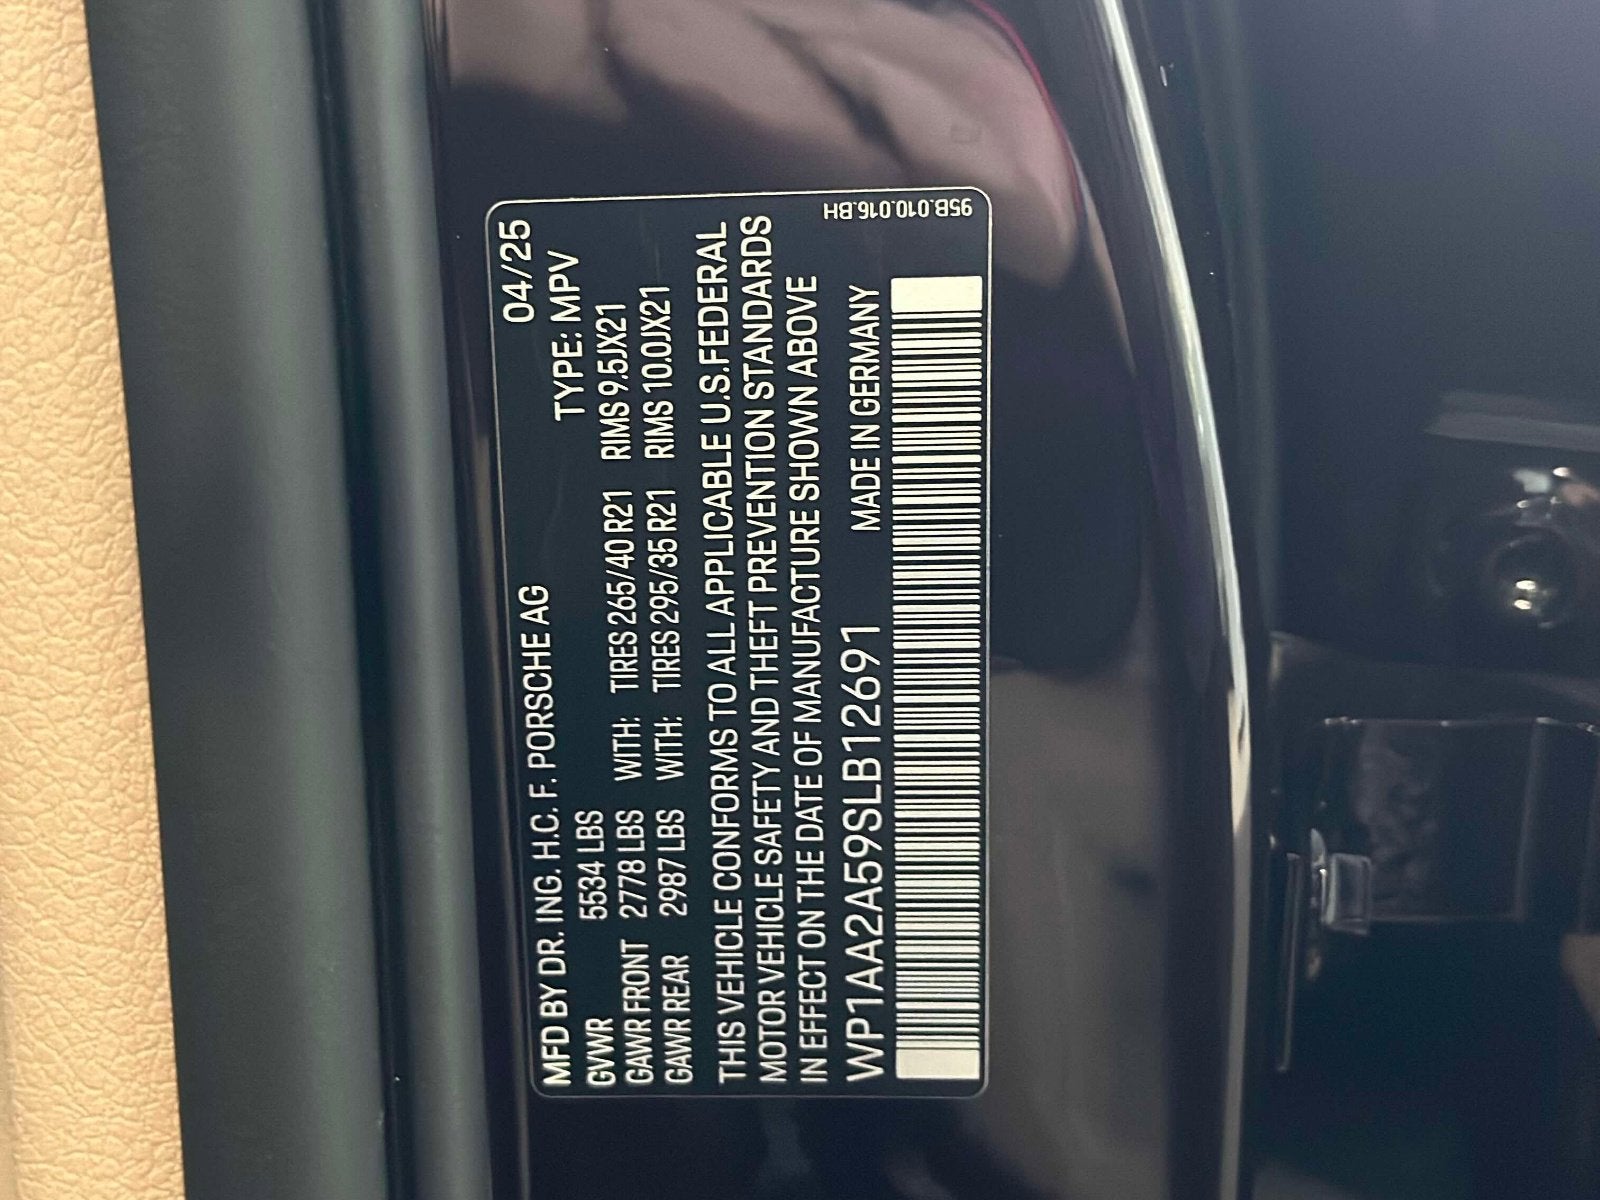 04/25
MFD BY DR. ING. H.C. F. PORSCHE AG
TYPE: MPV
GVWR 5534 LBS
GAWR FRONT 2778 LBS WITH: TIRES 265/40 R21 RIMS 9.5JX21
GAWR REAR 2987 LBS WITH: TIRES 295/35 R21 RIMS 10.0JX21
THIS VEHICLE CONFORMS TO ALL APPLICABLE U.S. FEDERAL
MOTOR VEHICLE SAFETY AND THEFT PREVENTION STANDARDS
IN EFFECT ON THE DATE OF MANUFACTURE SHOWN ABOVE
WP1AA2A59SLB12691 MADE IN GERMANY
95B.010.016.BH